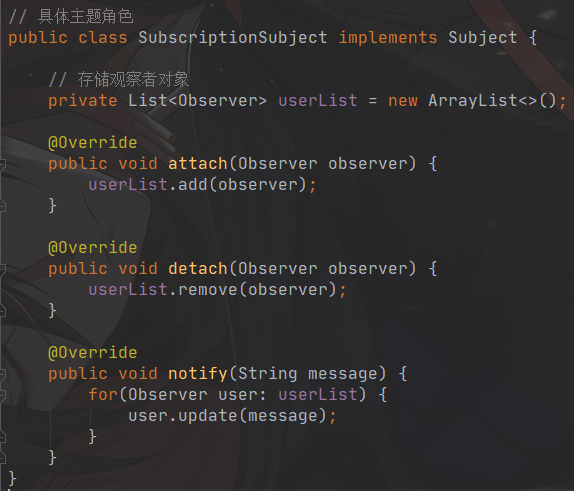 // 具体主题角色
public class SubscriptionSubject implements Subject {
// 存储观察者对象
private List<Observer> userList = new ArrayList<>();
@Override
public void attach(Observer observer) {
userList.add(observer);
}
@Override
public void detach(Observer observer) {
userList.remove(observer);
}
@Override
public void notify(String message) {
for(Observer user: userList) {
user.update(message);
}
}
}